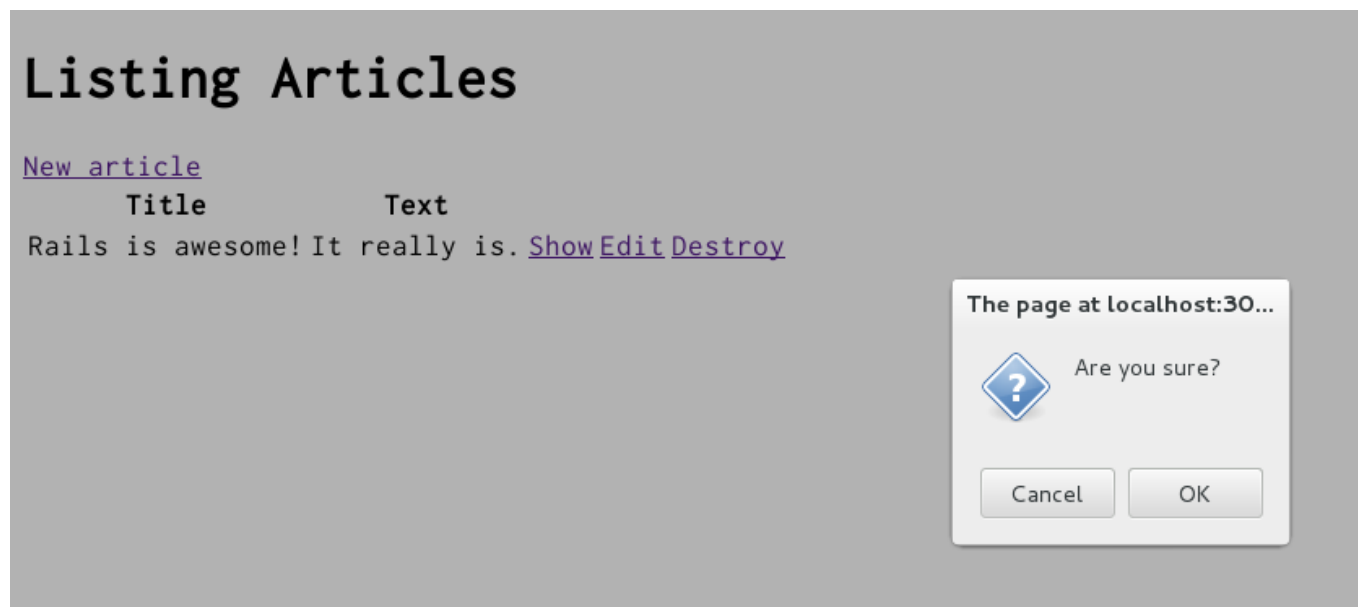 Listing Articles
New article
Title Text
Rails is awesome! It really is. Show Edit Destroy
The page at localhost:30...
Are you sure?
Cancel OK